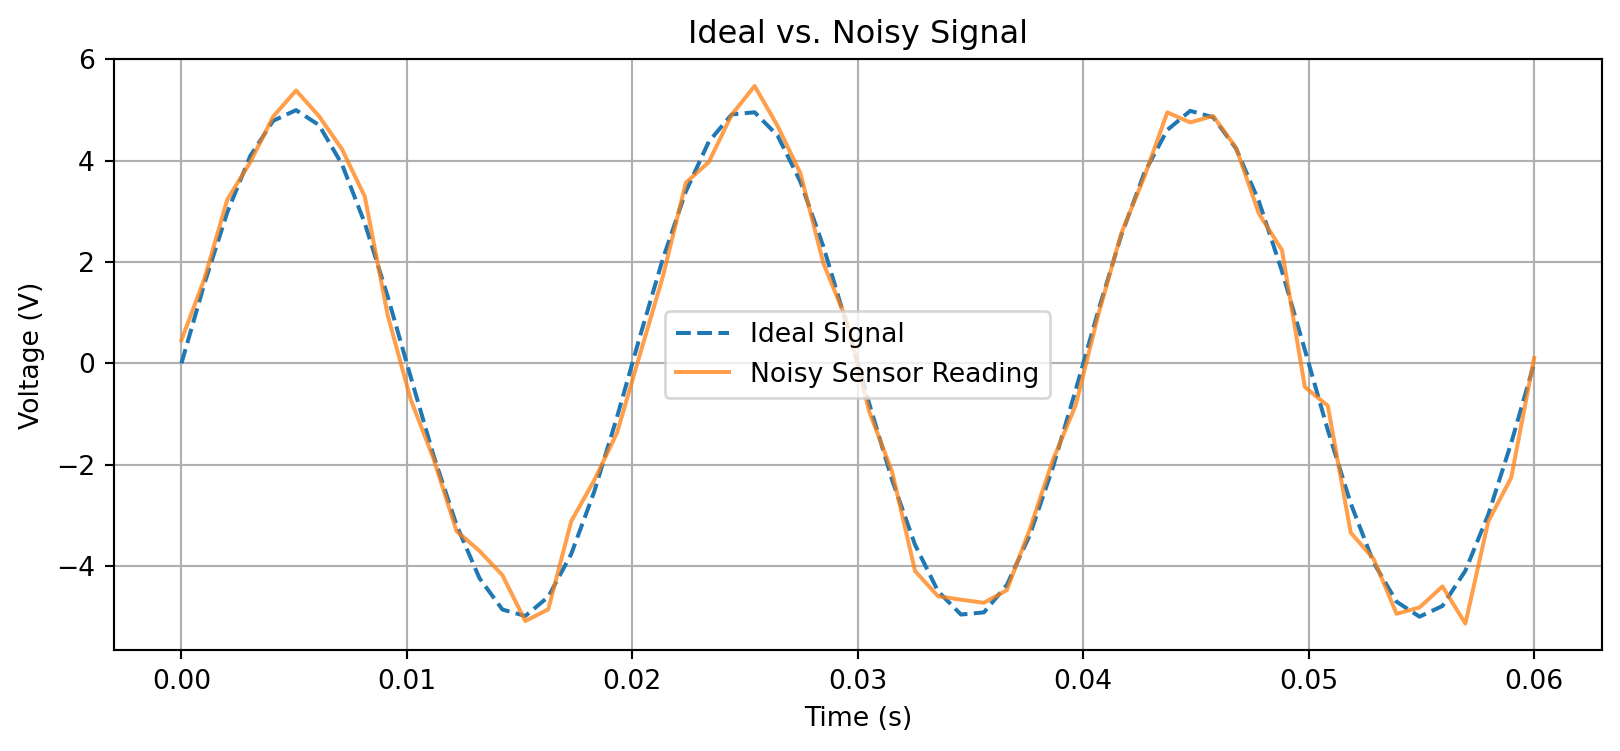 Ideal vs. Noisy Signal
Voltage (V)
6
4
2
0
−2
−4
Ideal Signal
Noisy Sensor Reading
0.00 0.01 0.02 0.03 0.04 0.05 0.06
Time (s)